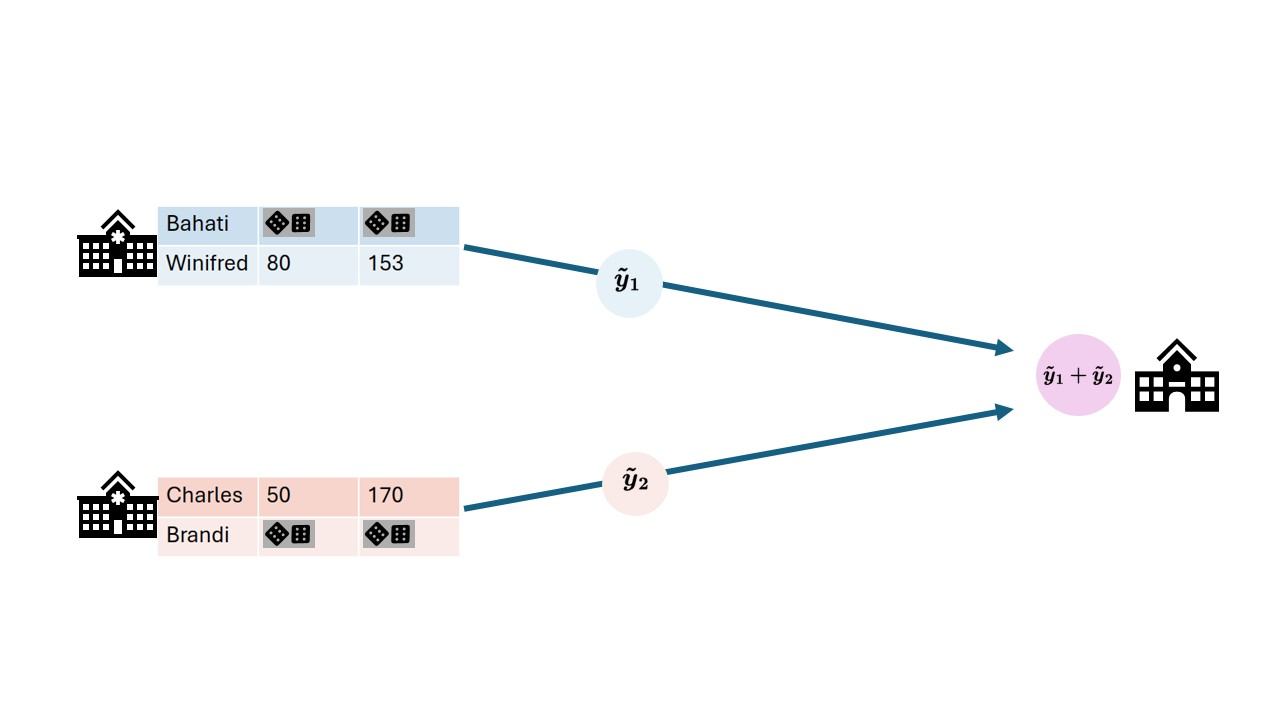 Bahati
Winifred 80 153
ỹ₁
ỹ₁ + ỹ₂
Charles 50 170
ỹ₂
Brandi